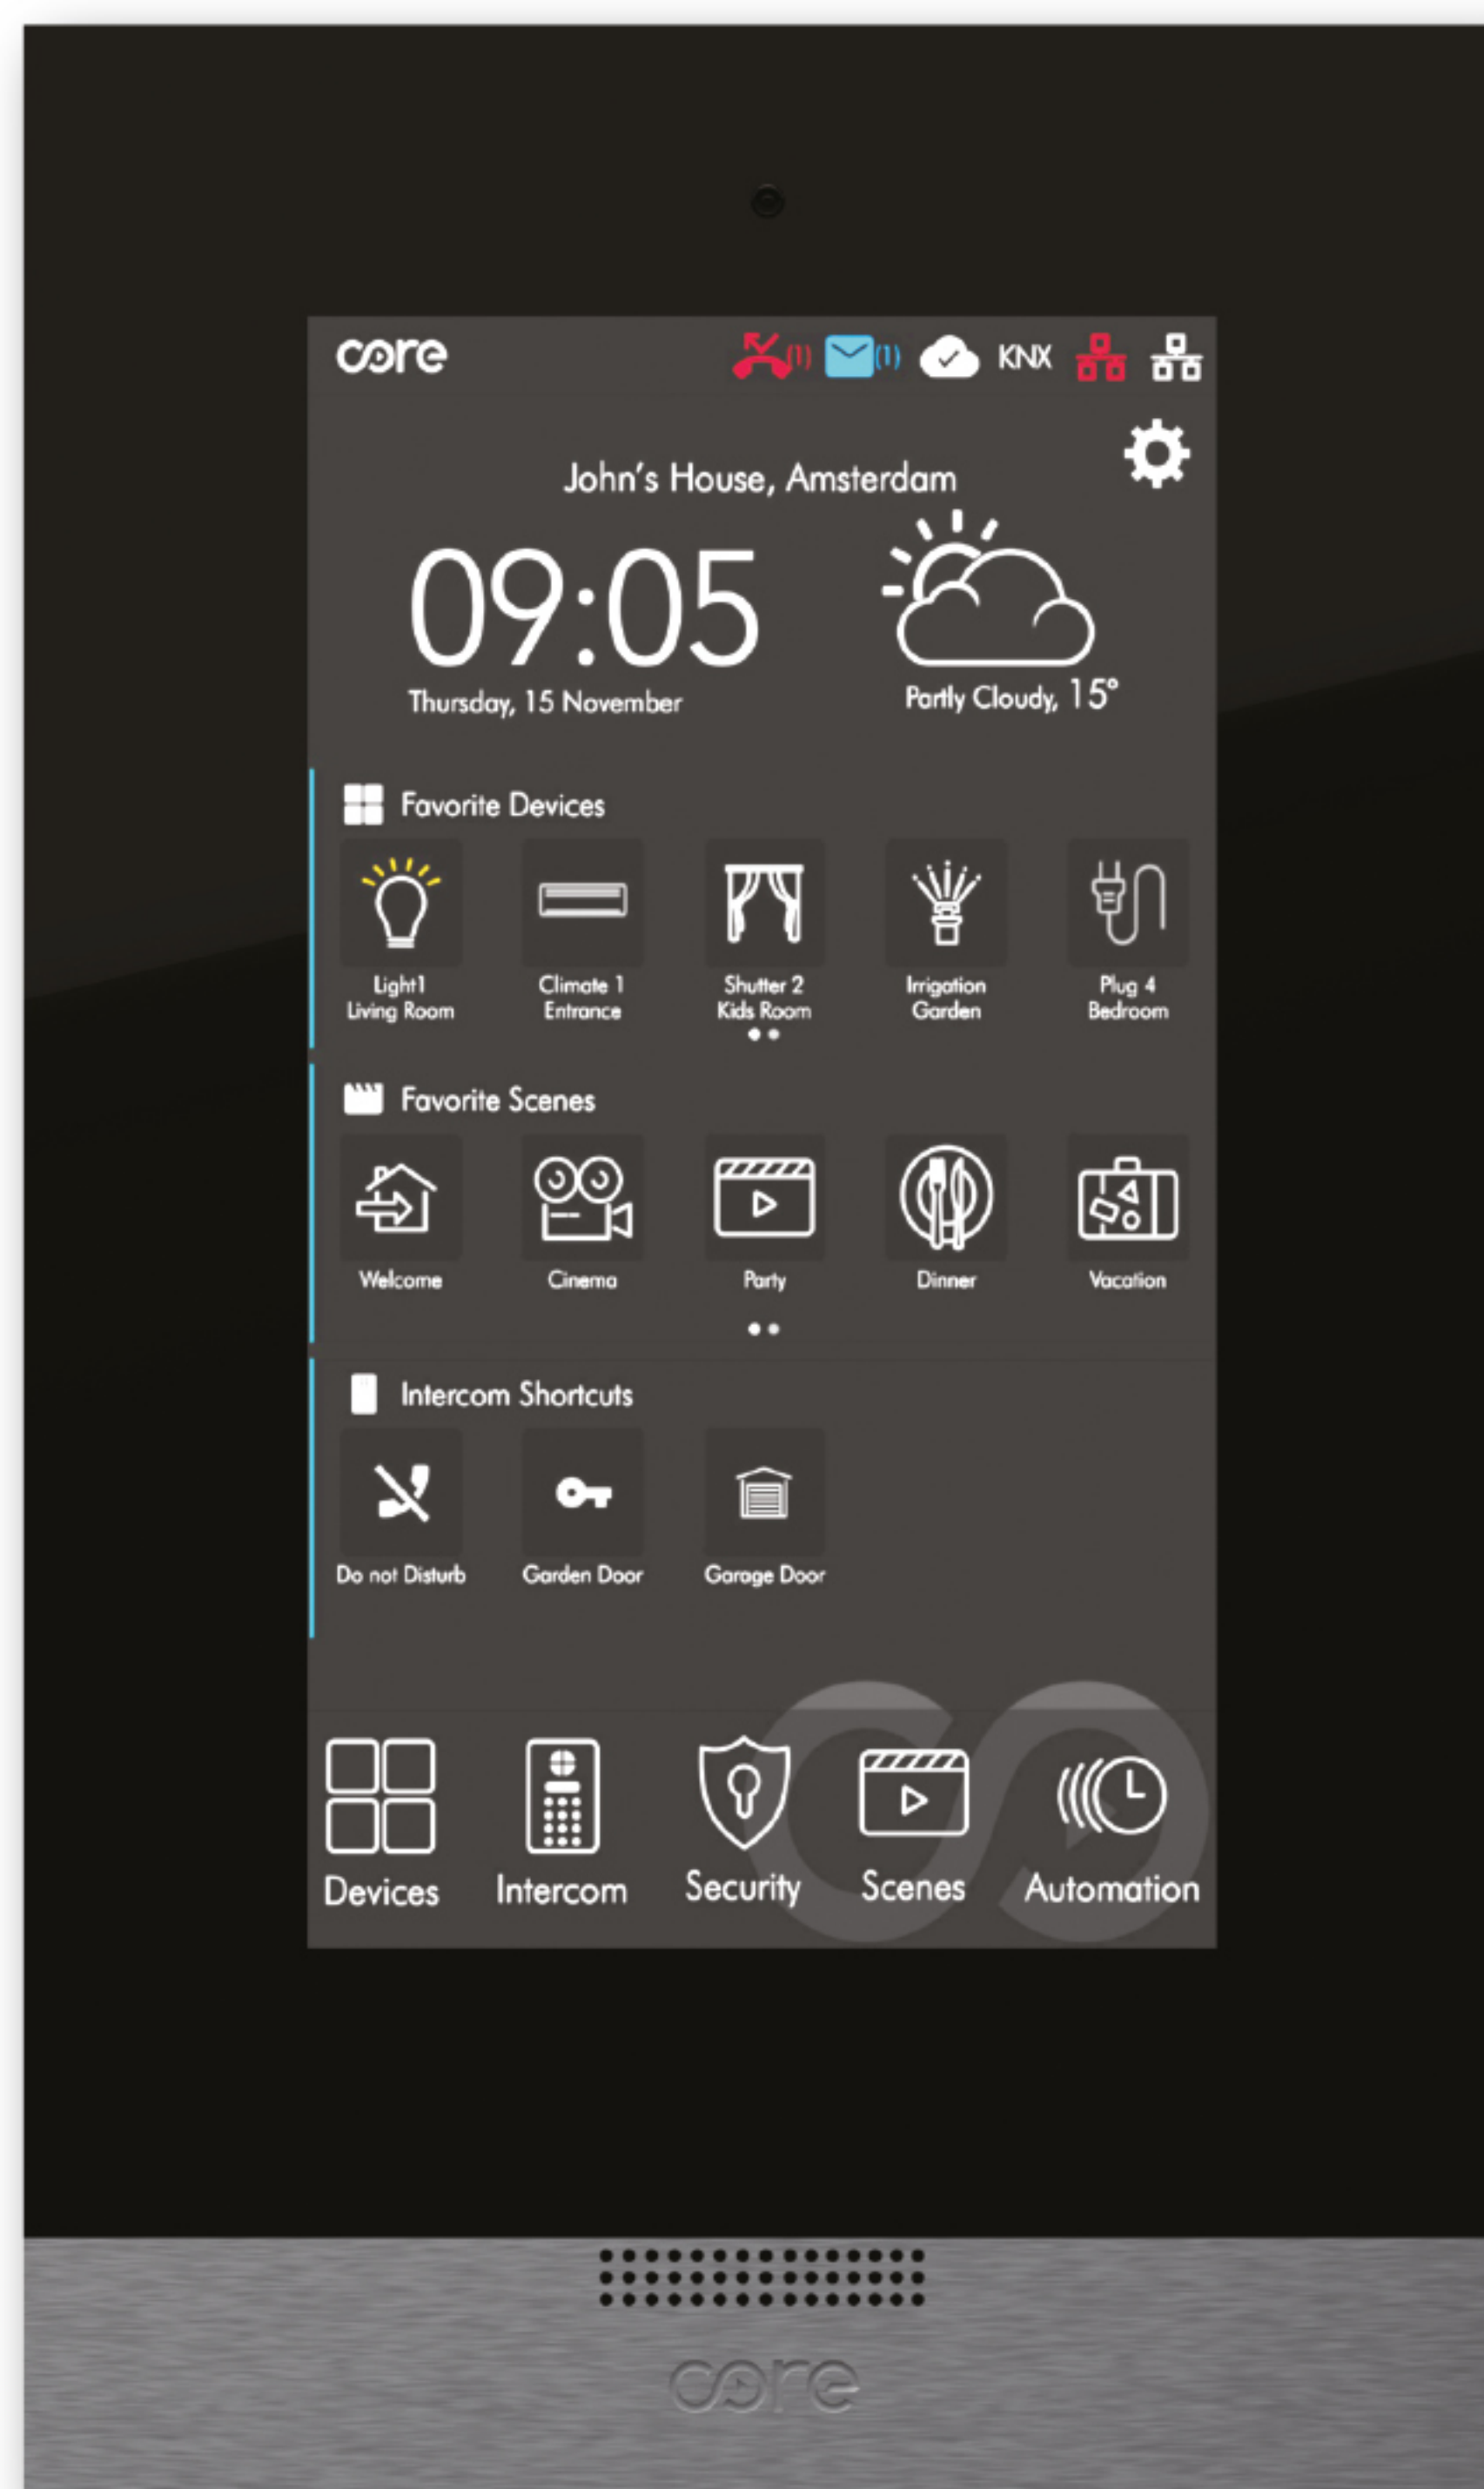 core
(1)
(1)
KNX
John's House, Amsterdam
09:05
Thursday, 15 November
Partly Cloudy, 15°
Favorite Devices
Light1
Living Room
Climate 1
Entrance
Shutter 2
Kids Room
Irrigation
Garden
Plug 4
Bedroom
Favorite Scenes
Welcome
Cinema
Party
Dinner
Vacation
Intercom Shortcuts
Do not Disturb
Garden Door
Garage Door
Devices
Intercom
Security
Scenes
Automation
core